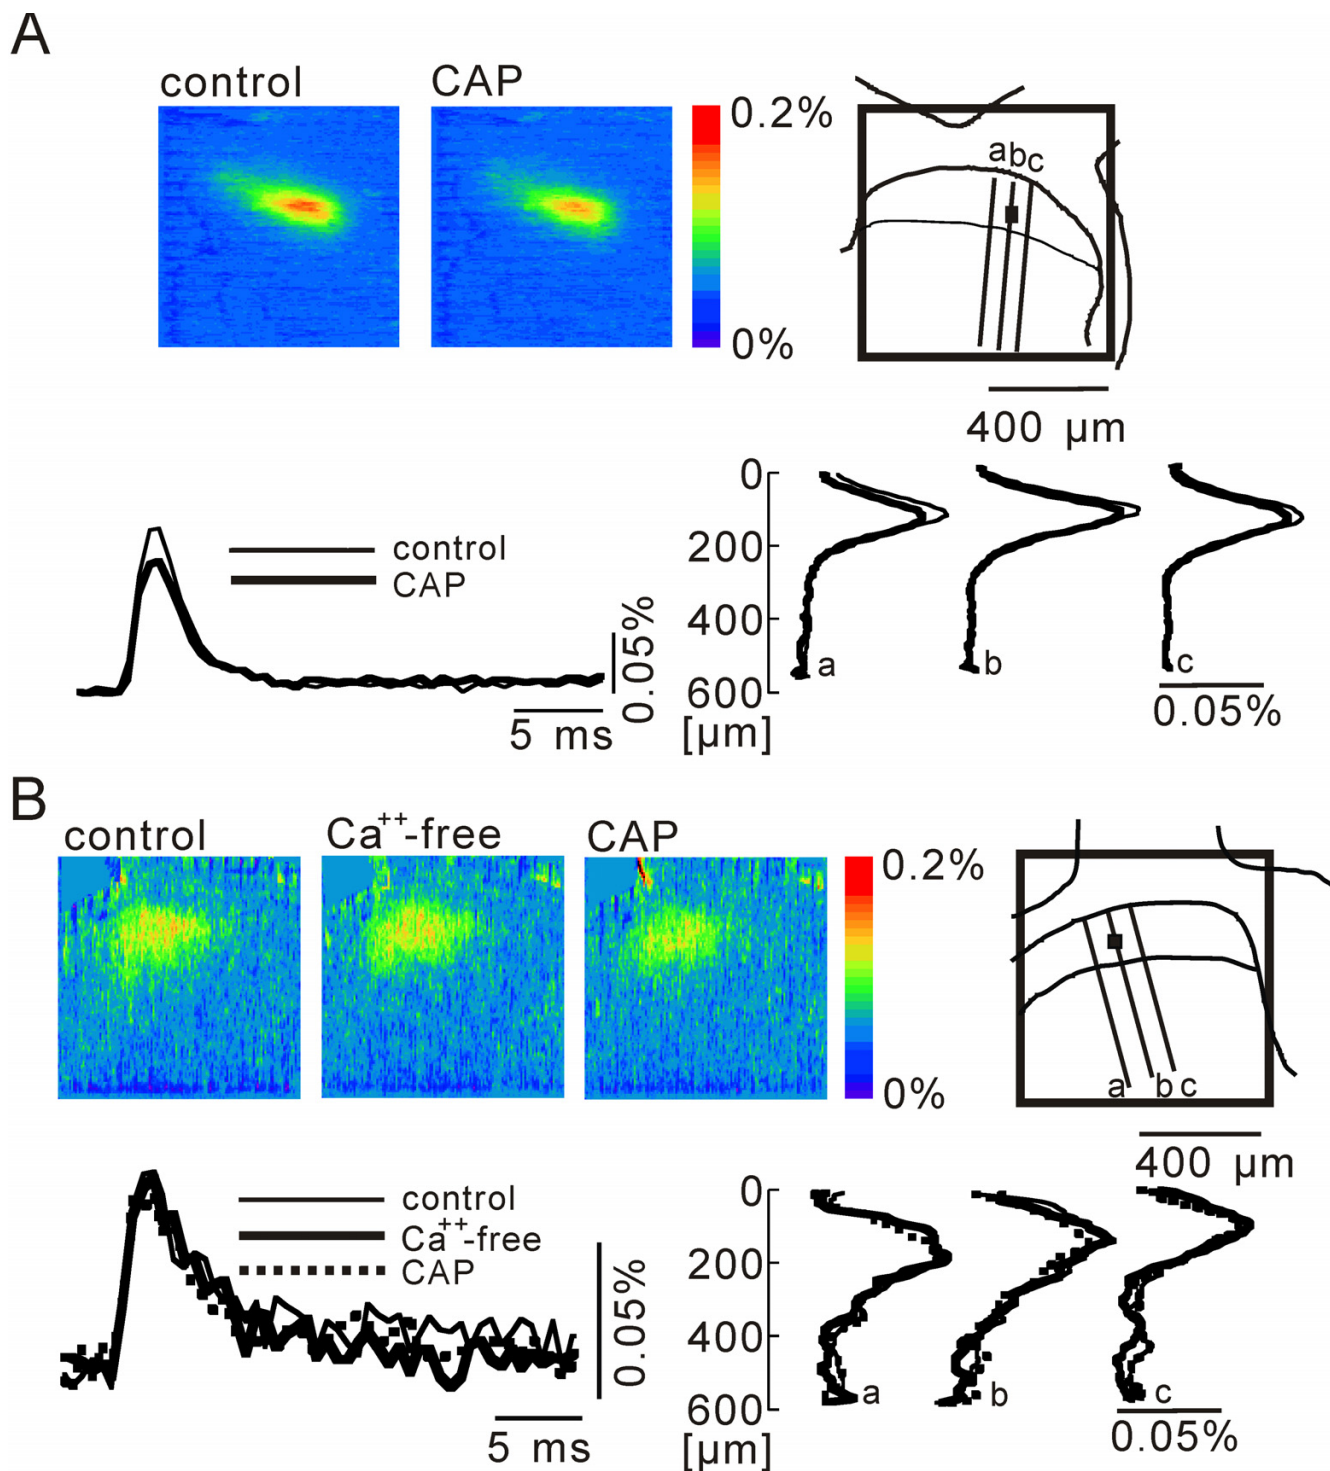 A
control CAP
0.2%
0%
abc
400 µm
control
CAP
0.05%
5 ms
0
200
400
600
[µm]
a b c
0.05%
B
control Ca++-free CAP
0.2%
0%
a b c
400 µm
control
Ca++-free
CAP
0.05%
5 ms
0
200
400
600
[µm]
a b c
0.05%